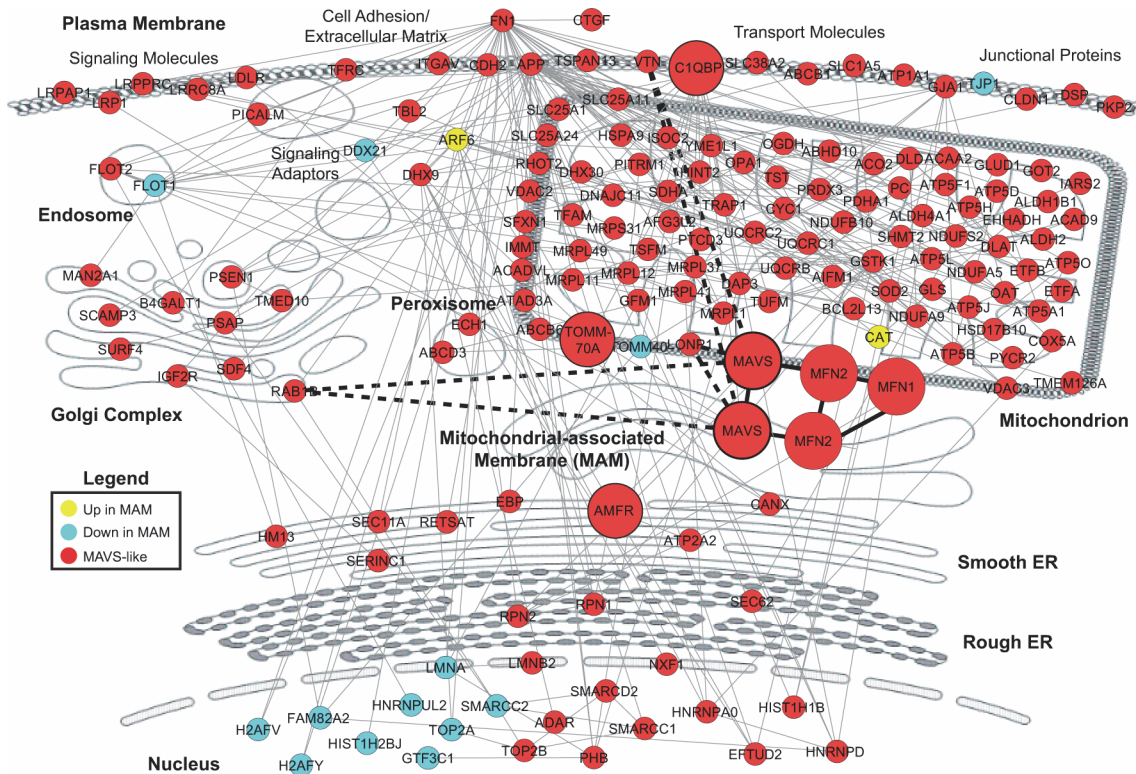 Plasma Membrane
Cell Adhesion/
Extracellular Matrix
FN1
CTGF
Transport Molecules
Junctional Proteins
Signaling Molecules
LRPAP1
LRP1
LRPPRC
LRRC8A
LDLR
PICALM
TFRC
TBL2
ITGAV
CDH2
APP
TSPAN13
VTN
C1QBP
SLC38A2
ABCB1
SLC1A5
ATP1A1
GJA1
TJP1
CLDN1
DSP
PKP2
FLOT2
FLOT1
Signaling
Adaptors
DDX21
ARF6
DHX9
Endosome
SLC25A1
SLC25A11
SLC25A24
HSPA9
ISOC2
YME1L1
OGDH
ABHD10
RHOT2
DHX30
PITRM1
HINT2
OPA1
TST
ACO2
DLD
ACAA2
GLUD1
GOT2
IARS2
VDAC2
DNAJC11
SDHA
TRAP1
PRDX3
PDHA1
PC
ATP5F1
ATP5D
ALDH1B1
SFXN1
TFAM
MRPS31
AFG3L2
CYC1
NDUFB10
ALDH4A1
ATP5H
EHHADH
ACAD9
IMMT
MRPL49
TSFM
PTCD3
UQCRC2
UQCRC1
SHMT2
NDUFS2
DLAT
ALDH2
ACADVL
MRPL11
MRPL12
MRPL37
UQCRB
AIFM1
GSTK1
ATP5L
NDUFA5
ETFB
ATP5O
ATAD3A
GFM1
MRPL41
DAP3
TUFM
SOD2
GLS
OAT
ETFA
ABCB6
MRPL1
BCL2L13
NDUFA9
ATP5J
ATP5A1
HSD17B10
COX5A
TOMM-
70A
TOMM40
LONP1
CAT
ATP5B
PYCR2
VDAC3
TMEM126A
MAVS
MFN2
MFN1
MAVS
MFN2
Mitochondrion
MAN2A1
PSEN1
B4GALT1
TMED10
SCAMP3
PSAP
SURF4
SDF4
IGF2R
RAB1B
Golgi Complex
Peroxisome
ECH1
ABCD3
Mitochondrial-associated
Membrane (MAM)
Legend
Up in MAM
Down in MAM
MAVS-like
EBP
AMFR
CANX
HM13
SEC11A
RETSAT
SERINC1
ATP2A2
Smooth ER
RPN2
RPN1
SEC62
Rough ER
LMNA
LMNB2
NXF1
HNRNPUL2
SMARCC2
SMARCD2
HNRNPA0
HIST1H1B
H2AFV
FAM82A2
TOP2A
ADAR
SMARCC1
HIST1H2BJ
H2AFY
GTF3C1
TOP2B
PHB
EFTUD2
HNRNPD
Nucleus